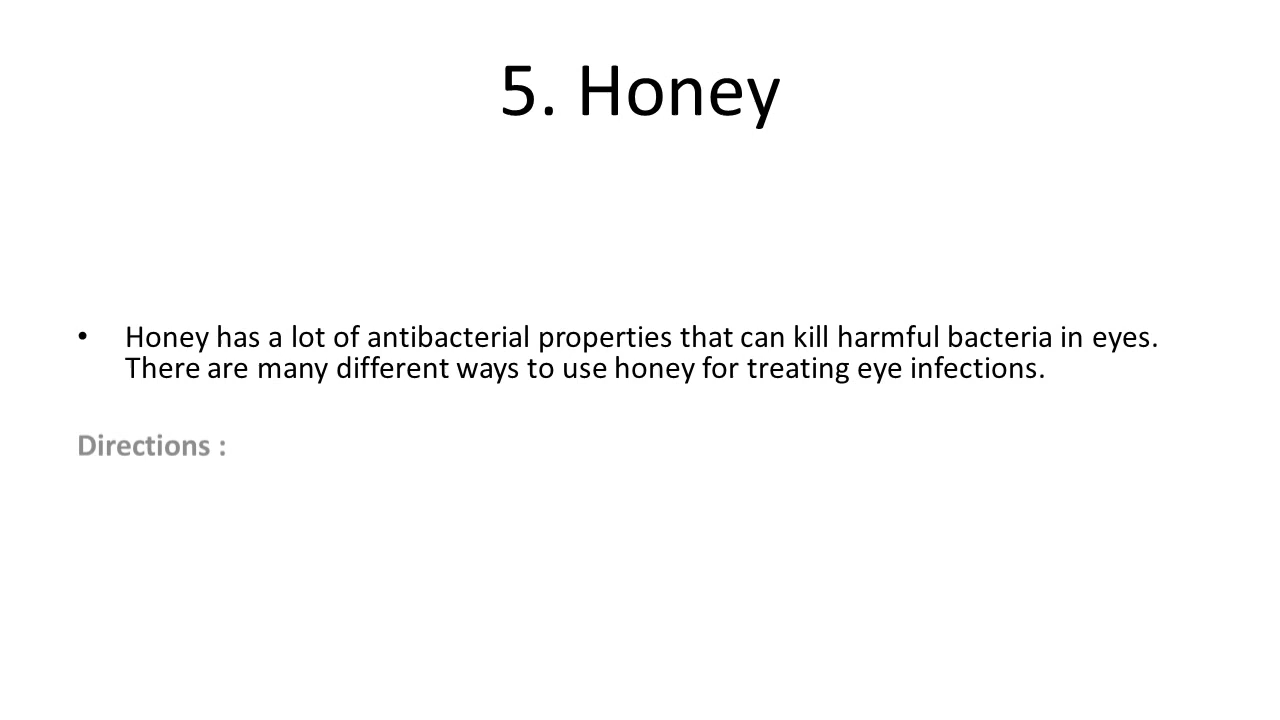 5. Honey
• Honey has a lot of antibacterial properties that can kill harmful bacteria in eyes.
There are many different ways to use honey for treating eye infections.
Directions :